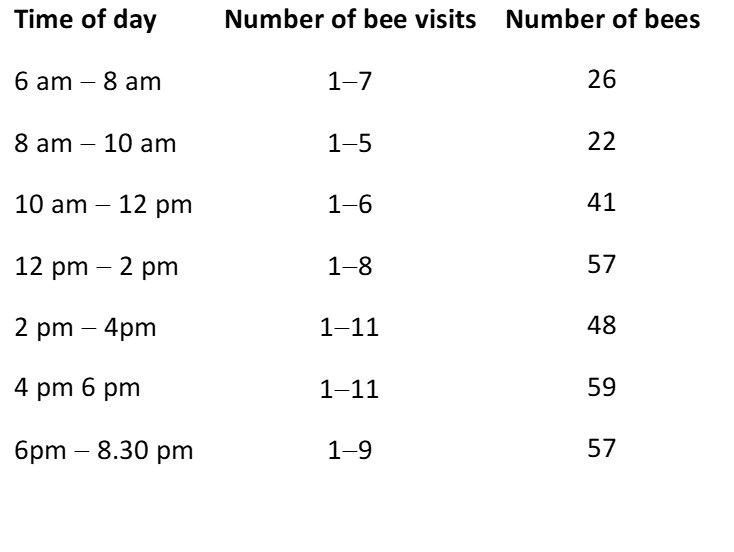 Time of day Number of bee visits Number of bees
6 am – 8 am 1–7 26
8 am – 10 am 1–5 22
10 am – 12 pm 1–6 41
12 pm – 2 pm 1–8 57
2 pm – 4pm 1–11 48
4 pm 6 pm 1–11 59
6pm – 8.30 pm 1–9 57